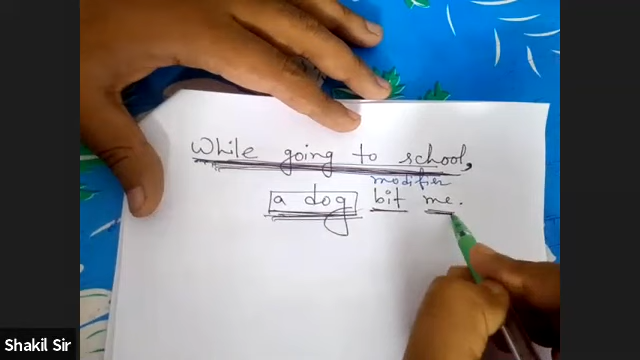 While going to school,
modifier
a dog bit me.
Shakil Sir